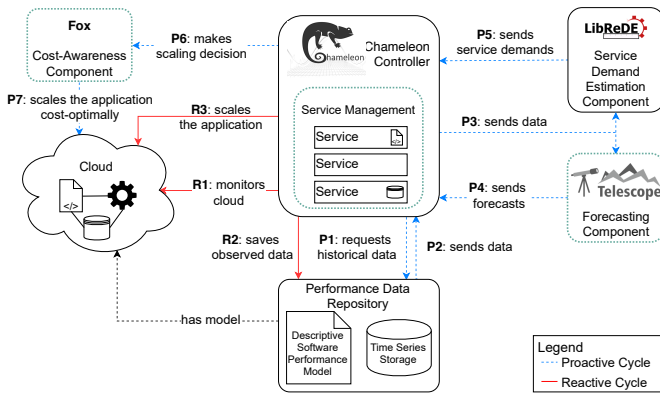 Fox
Cost-Awareness
Component
P6: makes
scaling decision
Chameleon
Chameleon
Controller
P5: sends
service demands
LibReDE
Service
Demand
Estimation
Component
P7: scales the application
cost-optimally
R3: scales
the application
Service Management
Service
</>
Service
Service
P3: sends data
Cloud
</>
R1: monitors
cloud
P4: sends
forecasts
Telescope
Forecasting
Component
R2: saves
observed data
P1: requests
historical data
P2: sends data
has model
Performance Data
Repository
Descriptive
Software
Performance
Model
Time Series
Storage
Legend
Proactive Cycle
Reactive Cycle